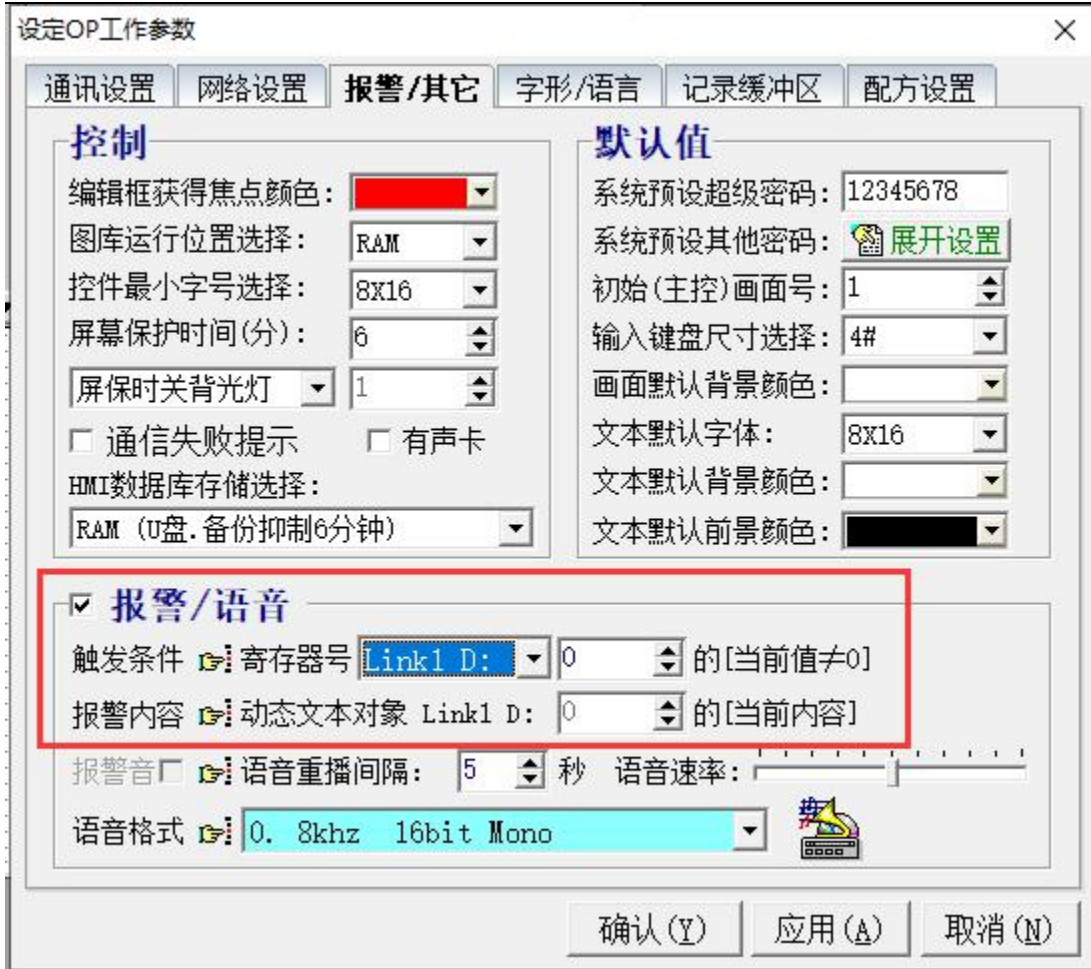 设定OP工作参数
通讯设置 网络设置 报警/其它 字形/语言 记录缓冲区 配方设置
控制
编辑框获得焦点颜色:
图库运行位置选择: RAM
控件最小字号选择: 8X16
屏幕保护时间(分): 6
屏保时关背光灯 1
通信失败提示 有声卡
HMI数据库存储选择:
RAM (U盘.备份抑制6分钟)
默认值
系统预设超级密码: 12345678
系统预设其他密码: 展开设置
初始(主控)画面号: 1
输入键盘尺寸选择: 4#
画面默认背景颜色:
文本默认字体: 8X16
文本默认背景颜色:
文本默认前景颜色:
报警/语音
触发条件 寄存器号 Link1 D: 0 的[当前值≠0]
报警内容 动态文本对象 Link1 D: 0 的[当前内容]
报警音 语音重播间隔: 5 秒 语音速率:
语音格式 0. 8khz 16bit Mono
确认(Y) 应用(A) 取消(N)